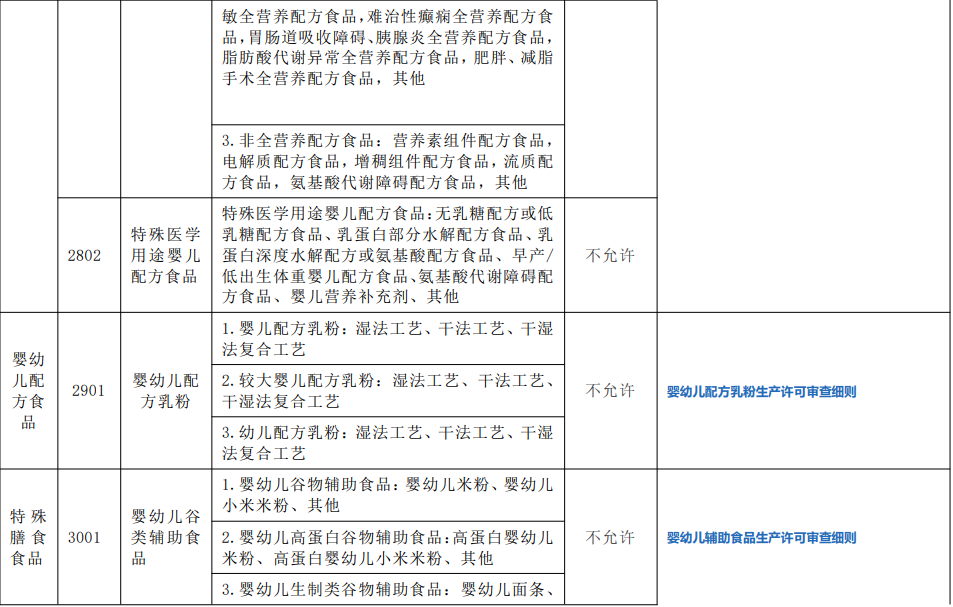 敏全营养配方食品,难治性癫痫全营养配方食
品,胃肠道吸收障碍、胰腺炎全营养配方食品,
脂肪酸代谢异常全营养配方食品,肥胖、减脂
手术全营养配方食品,其他
3.非全营养配方食品:营养素组件配方食品,
电解质配方食品,增稠组件配方食品,流质配
方食品,氨基酸代谢障碍配方食品,其他
2802
特殊医学
用途婴儿
配方食品
特殊医学用途婴儿配方食品:无乳糖配方或低
乳糖配方食品、乳蛋白部分水解配方食品、乳
蛋白深度水解配方或氨基酸配方食品、早产/
低出生体重婴儿配方食品、氨基酸代谢障碍配
方食品、婴儿营养补充剂、其他
不允许
婴幼
儿配
方食
品
2901
婴幼儿配
方乳粉
1.婴儿配方乳粉:湿法工艺、干法工艺、干湿
法复合工艺
2.较大婴儿配方乳粉:湿法工艺、干法工艺、
干湿法复合工艺
3.幼儿配方乳粉:湿法工艺、干法工艺、干湿
法复合工艺
不允许
婴幼儿配方乳粉生产许可审查细则
特殊
膳食
食品
3001
婴幼儿谷
类辅助食
品
1.婴幼儿谷物辅助食品:婴幼儿米粉、婴幼儿
小米米粉、其他
2.婴幼儿高蛋白谷物辅助食品:高蛋白婴幼儿
米粉、高蛋白婴幼儿小米米粉、其他
3.婴幼儿生制类谷物辅助食品:婴幼儿面条、
不允许
婴幼儿辅助食品生产许可审查细则